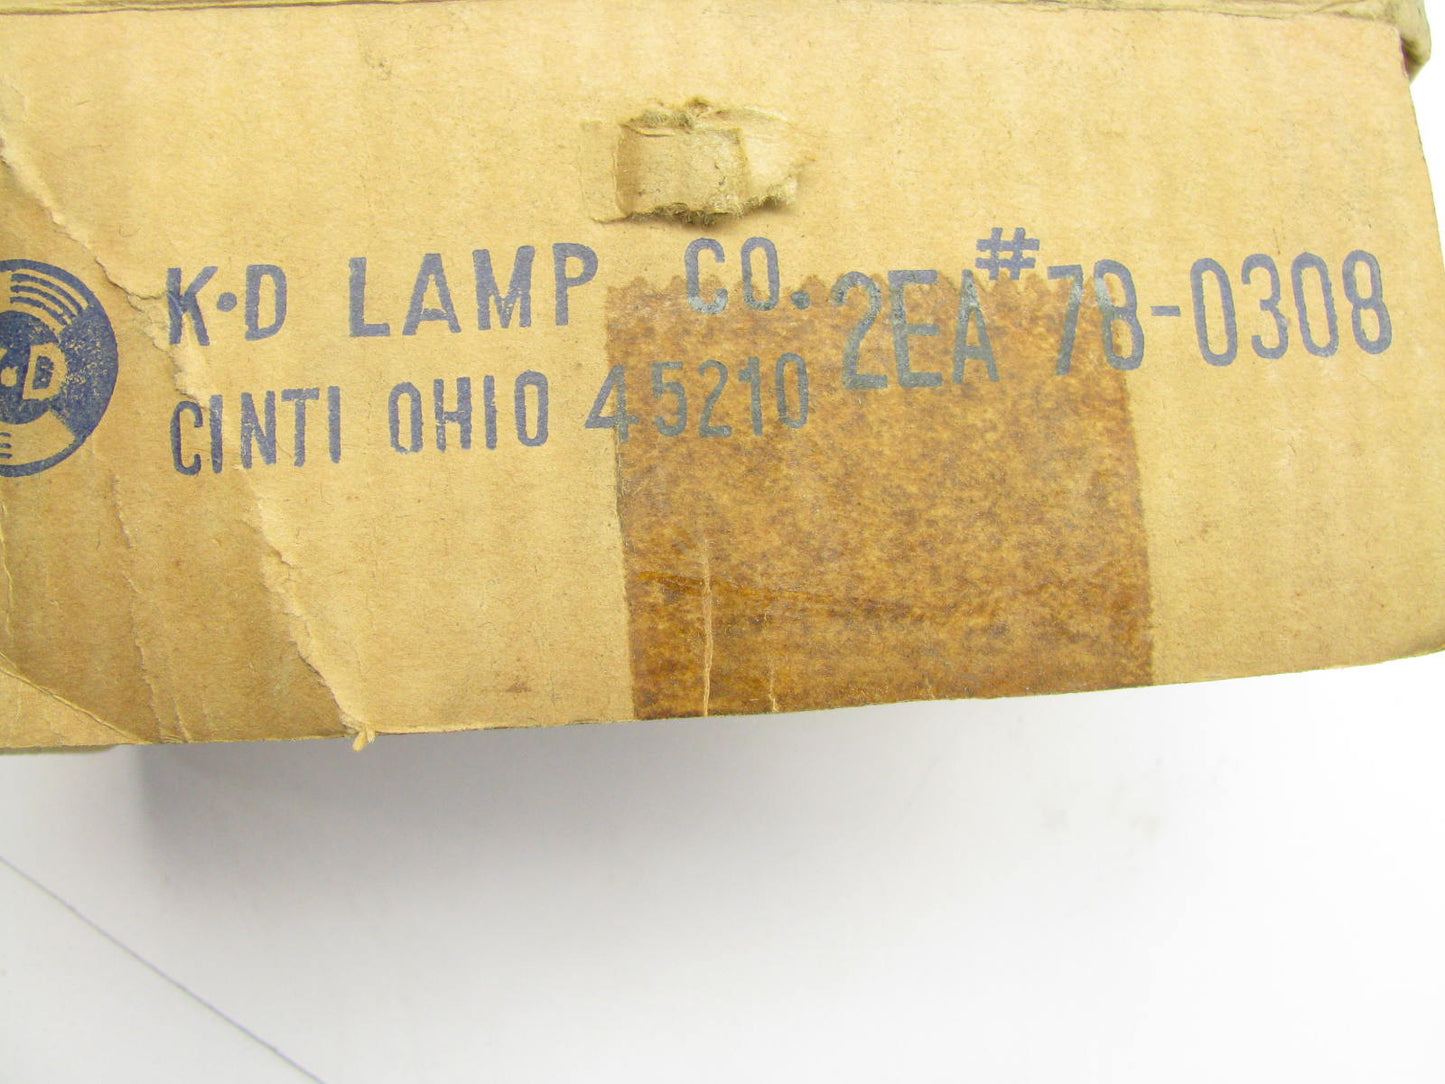 K·D
K·D LAMP CO. 2EA# 78-0308
CINTI OHIO 45210